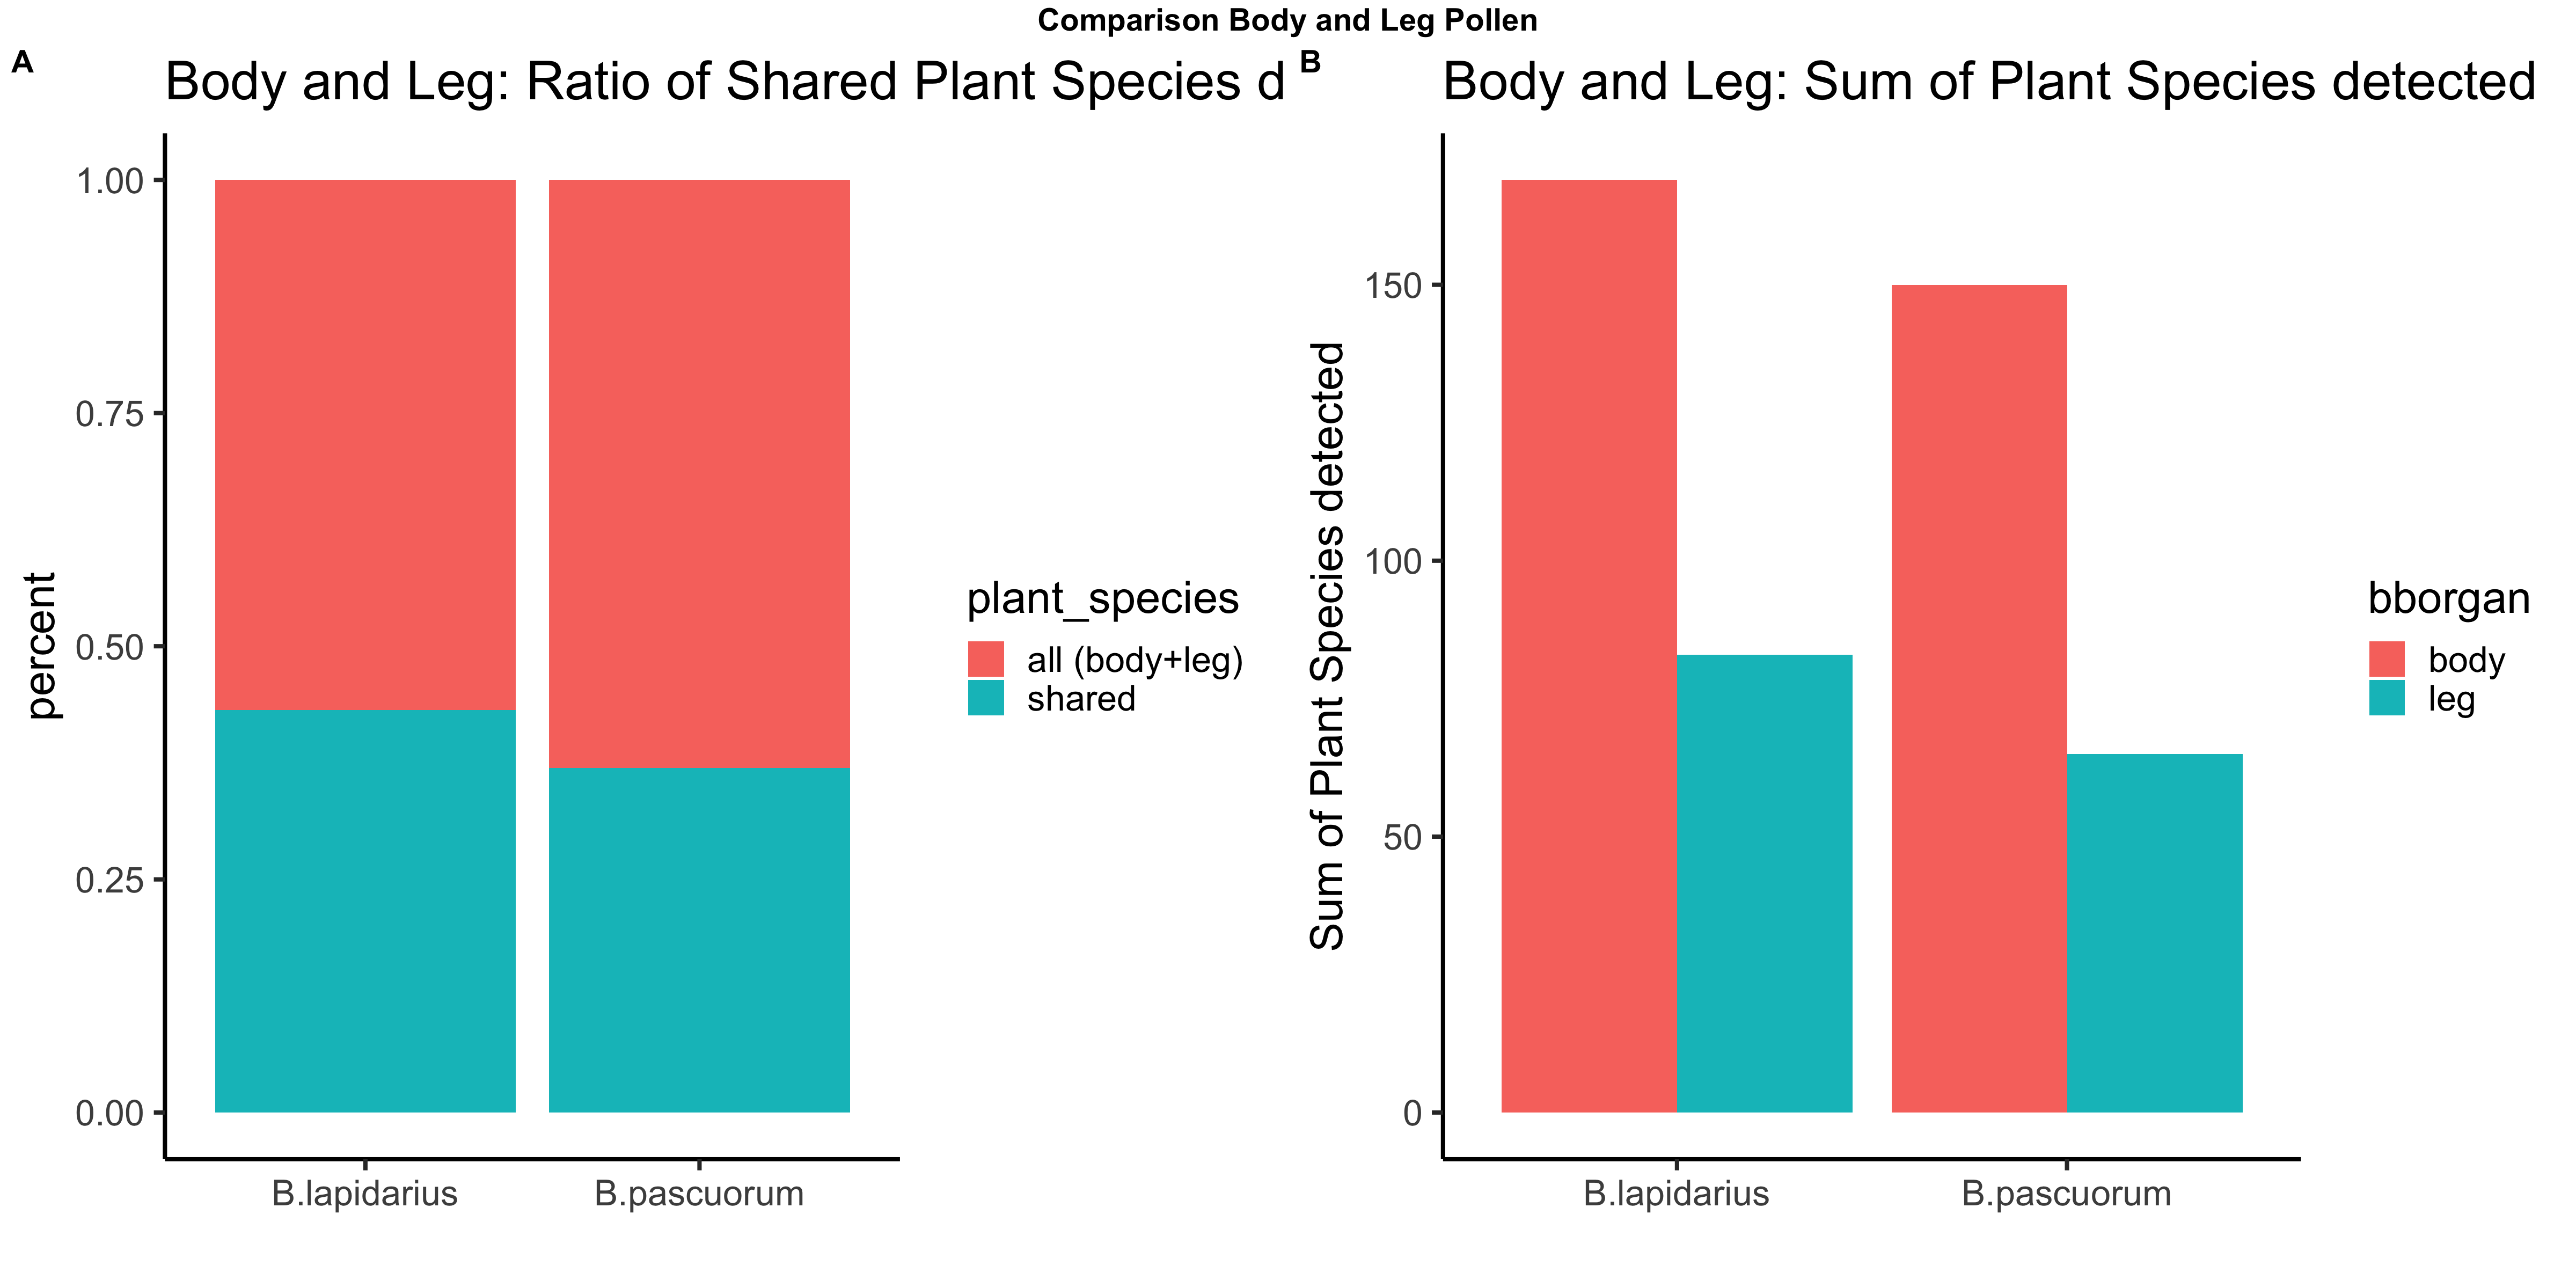 Comparison Body and Leg Pollen
A
Body and Leg: Ratio of Shared Plant Species d
percent
1.00
0.75
0.50
0.25
0.00
B.lapidarius
B.pascuorum
plant_species
all (body+leg)
shared
B
Body and Leg: Sum of Plant Species detected
Sum of Plant Species detected
150
100
50
0
B.lapidarius
B.pascuorum
bborgan
body
leg